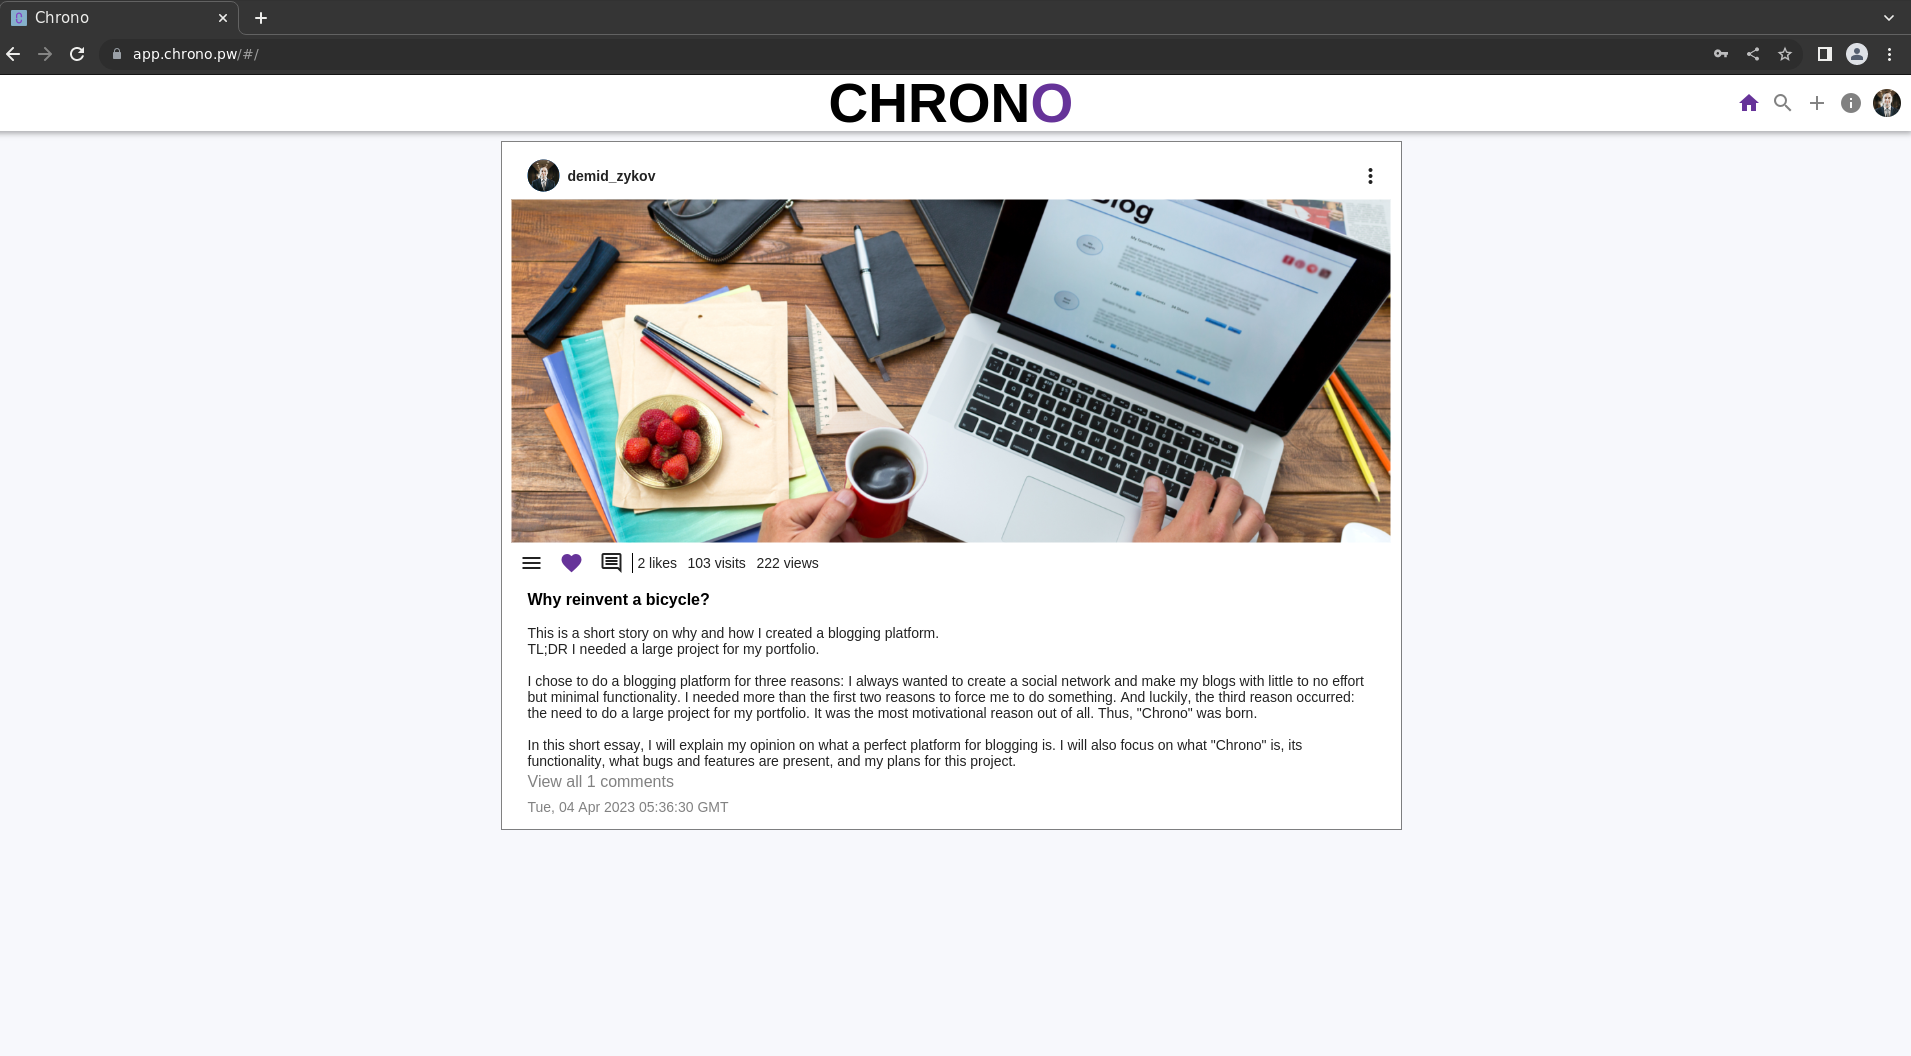 Chrono
app.chrono.pw/#/
CHRONO
demid_zykov
Blog
2 likes 103 visits 222 views
Why reinvent a bicycle?
This is a short story on why and how I created a blogging platform.
TL;DR I needed a large project for my portfolio.
I chose to do a blogging platform for three reasons: I always wanted to create a social network and make my blogs with little to no effort
but minimal functionality. I needed more than the first two reasons to force me to do something. And luckily, the third reason occurred:
the need to do a large project for my portfolio. It was the most motivational reason out of all. Thus, "Chrono" was born.
In this short essay, I will explain my opinion on what a perfect platform for blogging is. I will also focus on what "Chrono" is, its
functionality, what bugs and features are present, and my plans for this project.
View all 1 comments
Tue, 04 Apr 2023 05:36:30 GMT